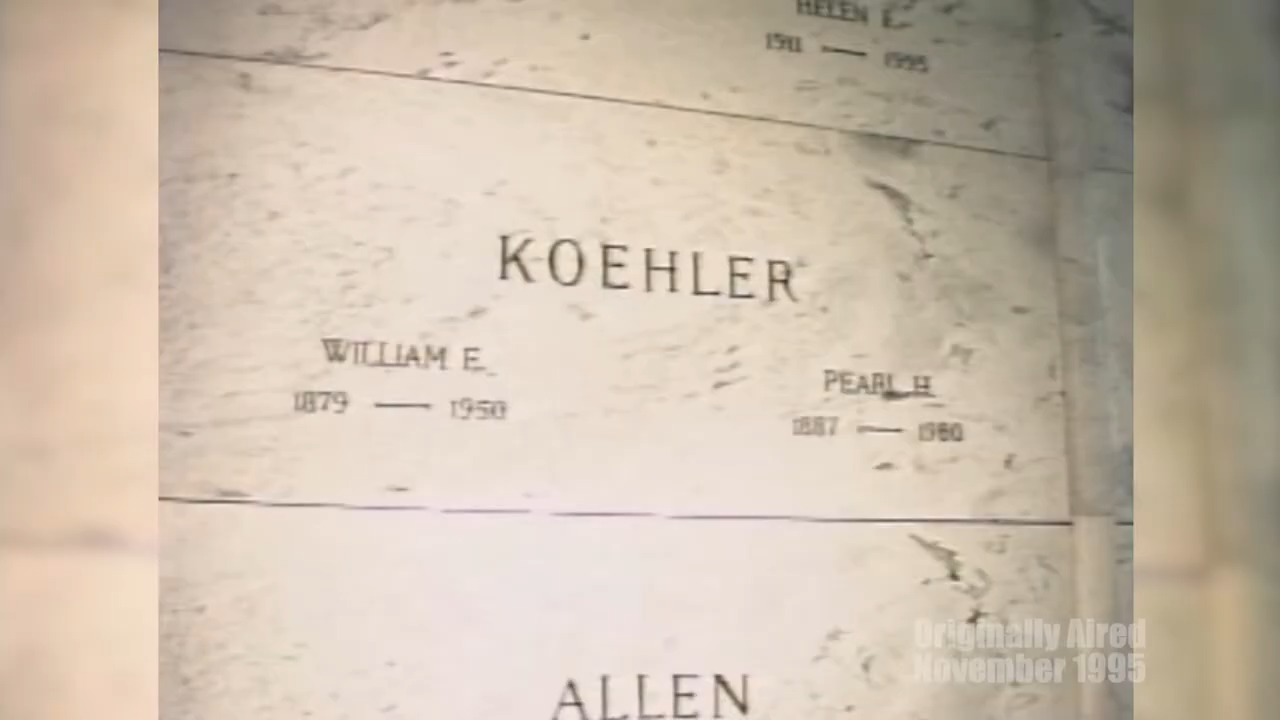 HELEN E.
1911 — 1995
KOEHLER
WILLIAM E.
1879 — 1950
PEARL H.
1887 — 1980
ALLEN
Originally Aired
November 1995